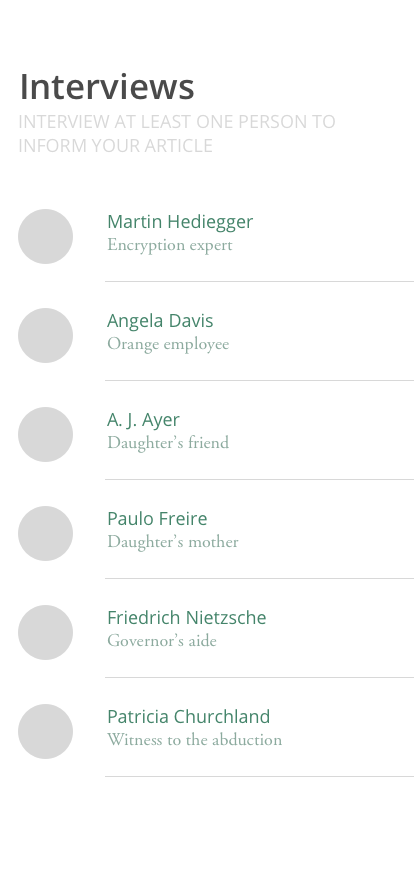 Interviews
INTERVIEW AT LEAST ONE PERSON TO
INFORM YOUR ARTICLE
Martin Hediegger
Encryption expert
Angela Davis
Orange employee
A. J. Ayer
Daughter's friend
Paulo Freire
Daughter's mother
Friedrich Nietzsche
Governor's aide
Patricia Churchland
Witness to the abduction